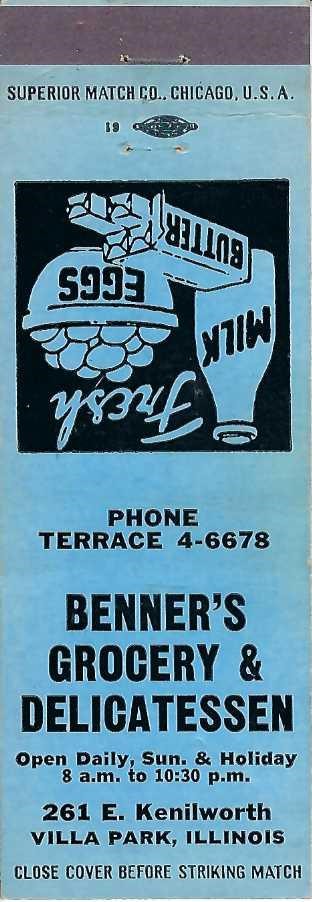 SUPERIOR MATCH CO., CHICAGO, U.S.A.
19
Fresh
MILK
EGGS
BUTTER
PHONE
TERRACE 4-6678
BENNER'S
GROCERY &
DELICATESSEN
Open Daily, Sun. & Holiday
8 a.m. to 10:30 p.m.
261 E. Kenilworth
VILLA PARK, ILLINOIS
CLOSE COVER BEFORE STRIKING MATCH